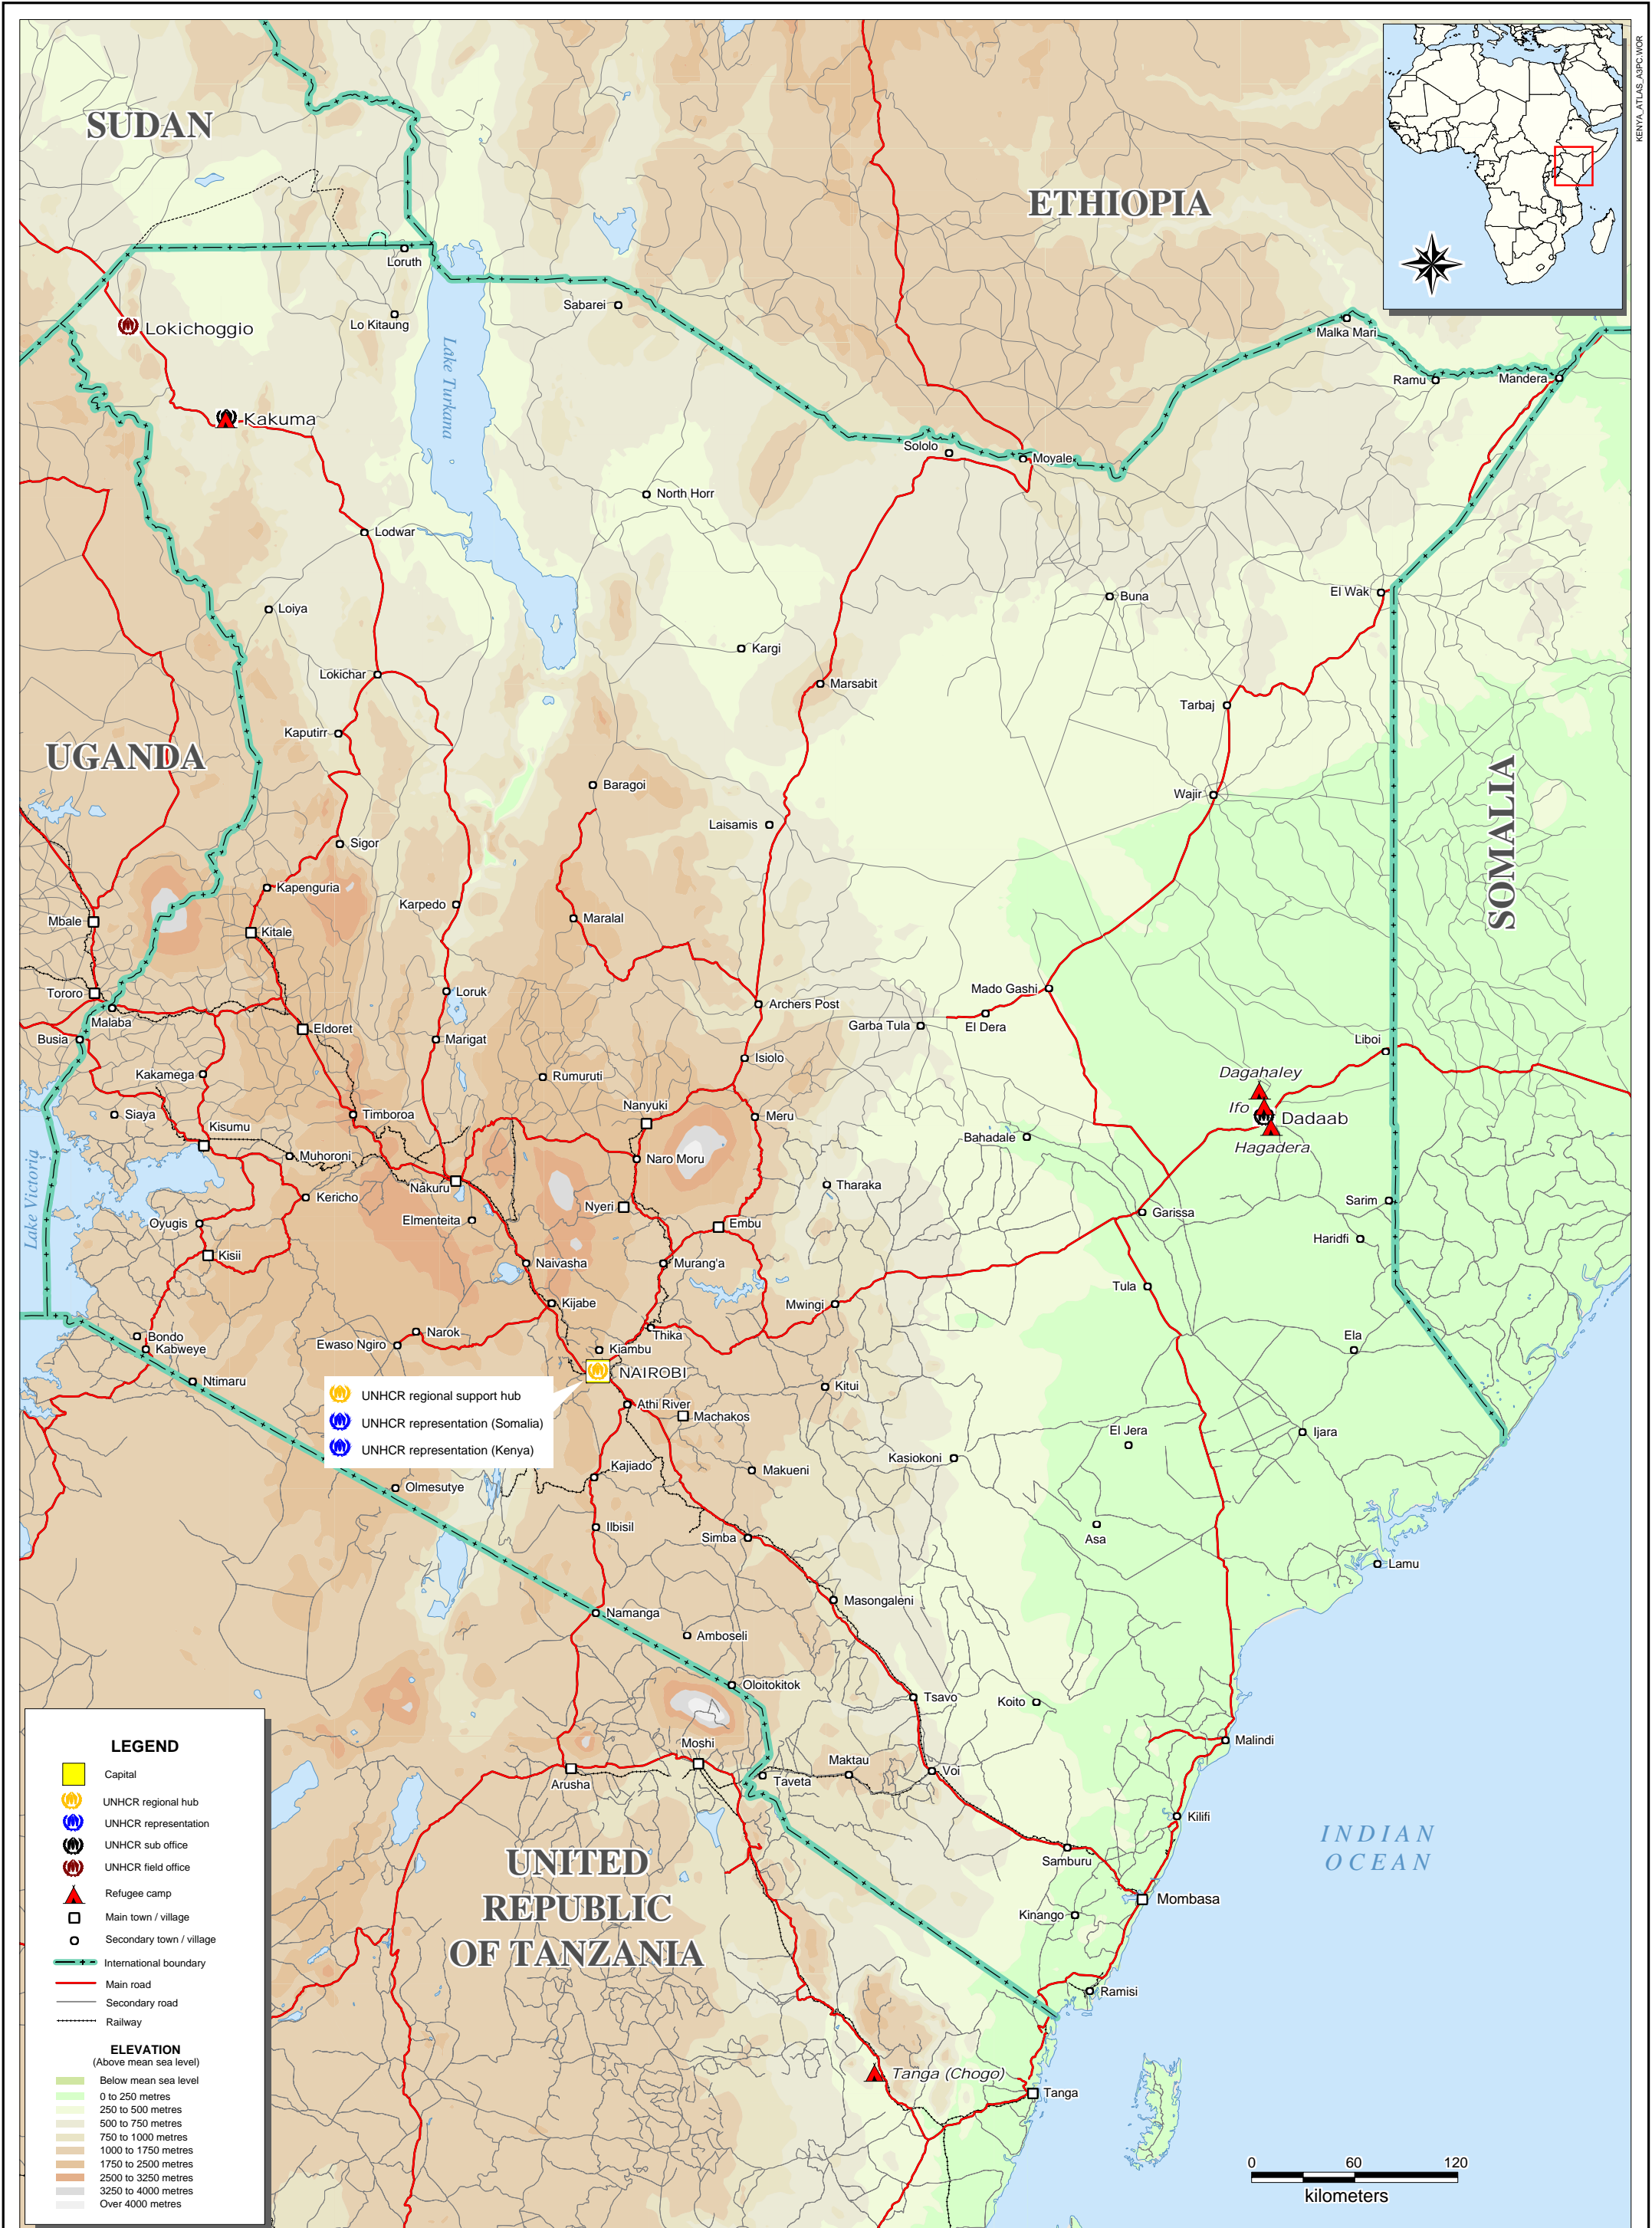 KENYA_ATLAS_A3PC.WOR
SUDAN
ETHIOPIA
Loruth
Sabarei
Lokichoggio
Lo Kitaung
Malka Mari
Lake Turkana
Ramu
Mandera
Kakuma
Sololo
Moyale
North Horr
Lodwar
Buna
El Wak
Loiya
Kargi
Lokichar
Marsabit
Tarbaj
Kaputirr
UGANDA
SOMALIA
Baragoi
Wajir
Laisamis
Sigor
Kapenguria
Karpedo
Maralal
Mbale
Kitale
Tororo
Loruk
Mado Gashi
Archers Post
Malaba
El Dera
Garba Tula
Eldoret
Busia
Marigat
Liboi
Isiolo
Kakamega
Rumuruti
Dagahaley
Nanyuki
Ifo
Siaya
Timboroa
Meru
Dadaab
Kisumu
Bahadale
Hagadera
Muhoroni
Naro Moru
Lake Victoria
Nakuru
Tharaka
Kericho
Sarim
Nyeri
Garissa
Oyugis
Elmenteita
Embu
Haridfi
Kisii
Naivasha
Murang'a
Tula
Kijabe
Mwingi
Bondo
Narok
Thika
Ela
Kabweye
Ewaso Ngiro
Kiambu
NAIROBI
Ntimaru
Kitui
UNHCR regional support hub
UNHCR representation (Somalia)
UNHCR representation (Kenya)
Athi River
Machakos
El Jera
Ijara
Kasiokoni
Kajiado
Makueni
Olmesutye
Ilbisil
Simba
Asa
Lamu
Masongaleni
Namanga
Amboseli
Oloitokitok
Tsavo
Koito
Malindi
Moshi
Maktau
Voi
Arusha
Taveta
Kilifi
INDIAN
OCEAN
UNITED
REPUBLIC
OF TANZANIA
Samburu
Mombasa
Kinango
Ramisi
Tanga (Chogo)
Tanga
LEGEND
Capital
UNHCR regional hub
UNHCR representation
UNHCR sub office
UNHCR field office
Refugee camp
Main town / village
Secondary town / village
International boundary
Main road
Secondary road
Railway
ELEVATION
(Above mean sea level)
Below mean sea level
0 to 250 metres
250 to 500 metres
500 to 750 metres
750 to 1000 metres
1000 to 1750 metres
1750 to 2500 metres
2500 to 3250 metres
3250 to 4000 metres
Over 4000 metres
0 60 120
kilometers